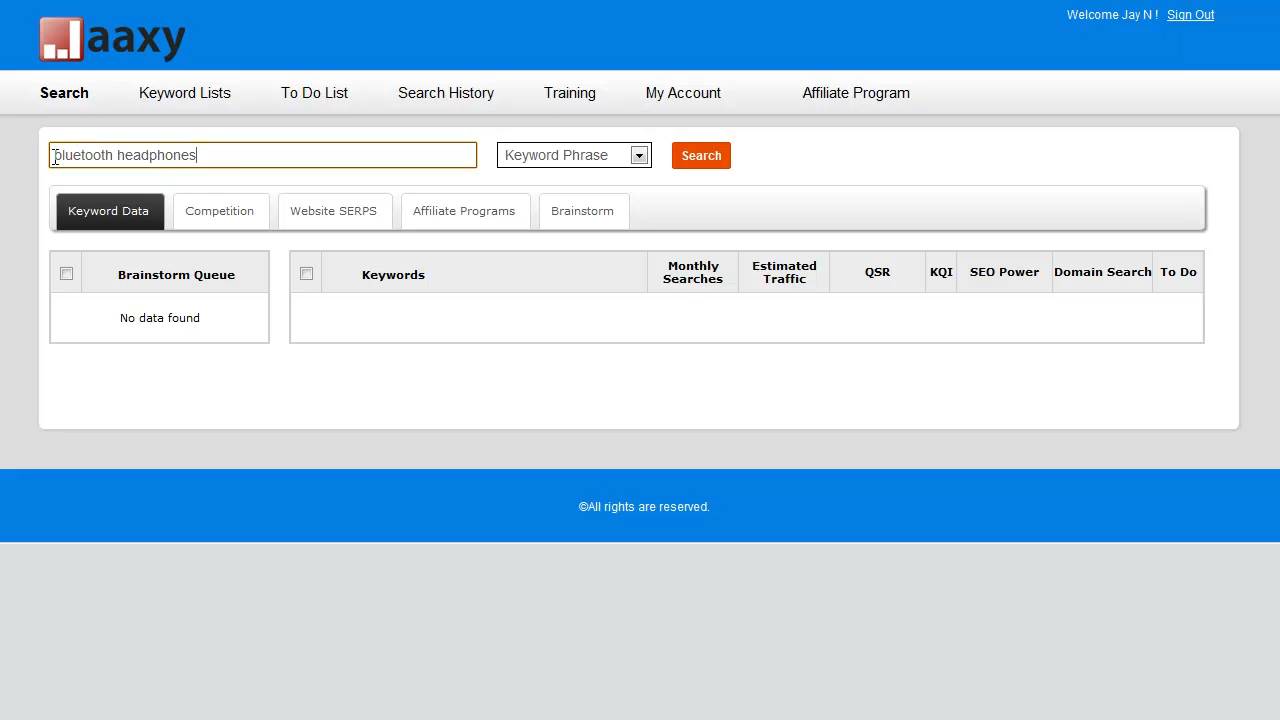 Jaaxy
Welcome Jay N ! Sign Out
Search Keyword Lists To Do List Search History Training My Account Affiliate Program
bluetooth headphones Keyword Phrase Search
Keyword Data Competition Website SERPS Affiliate Programs Brainstorm
Brainstorm Queue Keywords Monthly Searches Estimated Traffic QSR KQI SEO Power Domain Search To Do
No data found
©All rights are reserved.